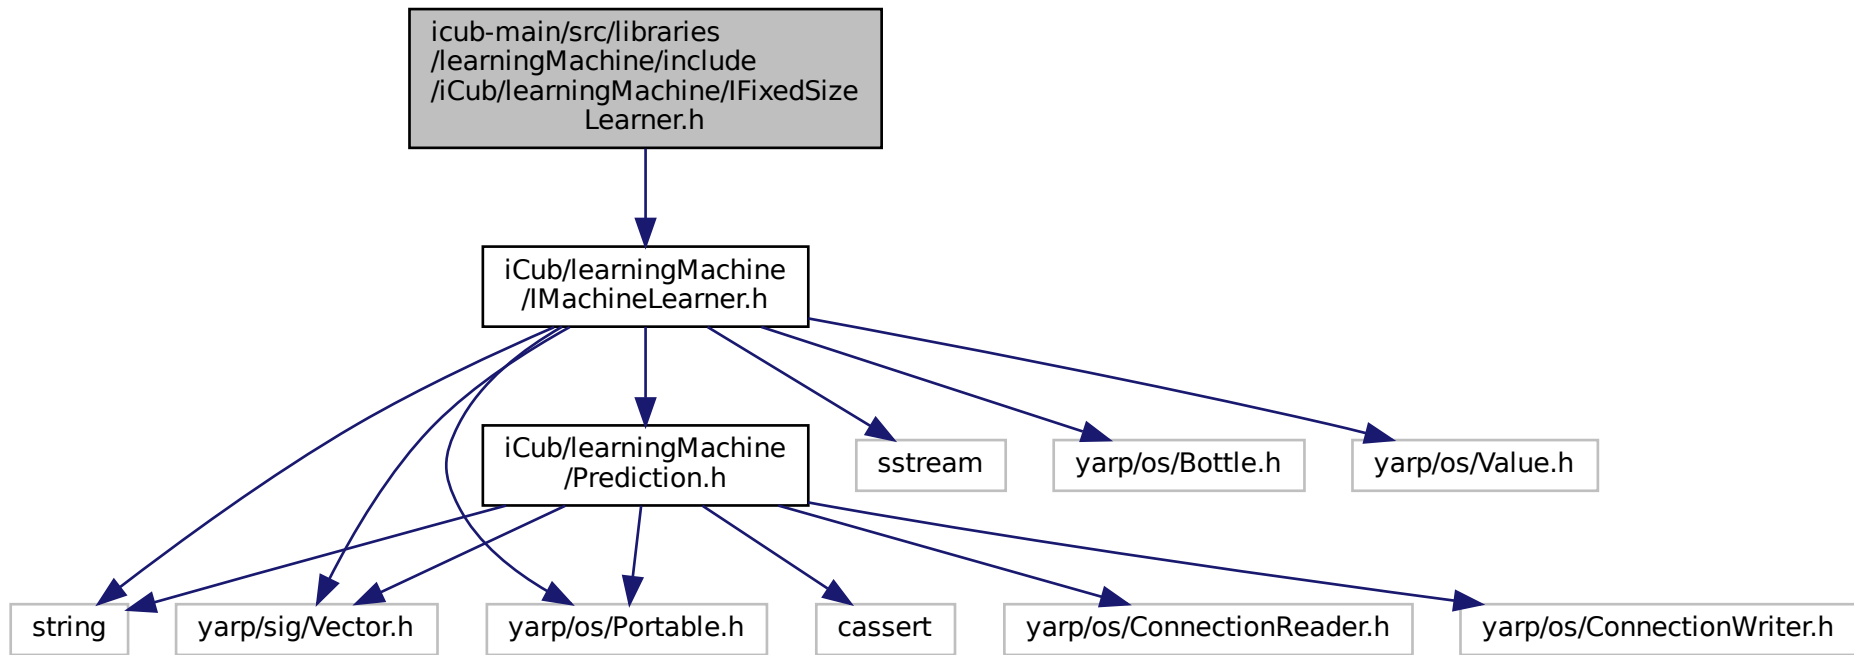 icub-main/src/libraries
/learningMachine/include
/iCub/learningMachine/IFixedSize
Learner.h
iCub/learningMachine
/IMachineLearner.h
iCub/learningMachine
/Prediction.h
sstream
yarp/os/Bottle.h
yarp/os/Value.h
string
yarp/sig/Vector.h
yarp/os/Portable.h
cassert
yarp/os/ConnectionReader.h
yarp/os/ConnectionWriter.h